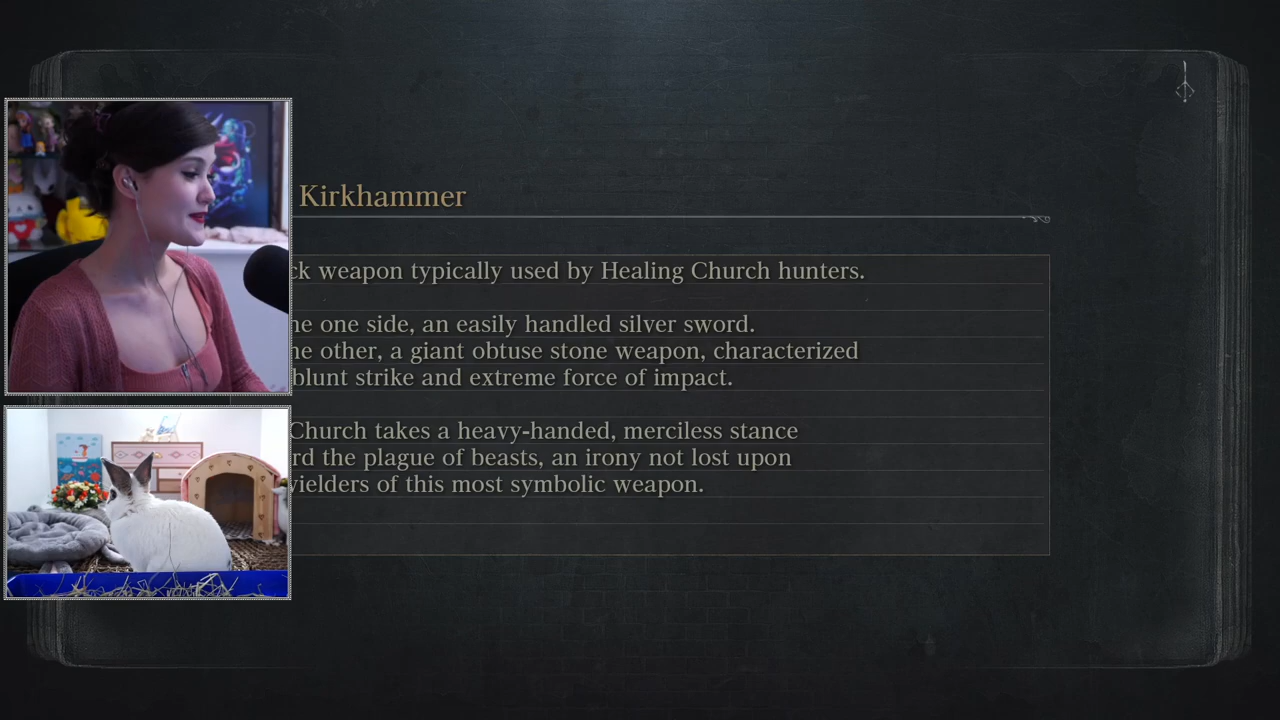 Kirkhammer
ck weapon typically used by Healing Church hunters.
he one side, an easily handled silver sword.
he other, a giant obtuse stone weapon, characterized
blunt strike and extreme force of impact.
Church takes a heavy-handed, merciless stance
rd the plague of beasts, an irony not lost upon
wielders of this most symbolic weapon.